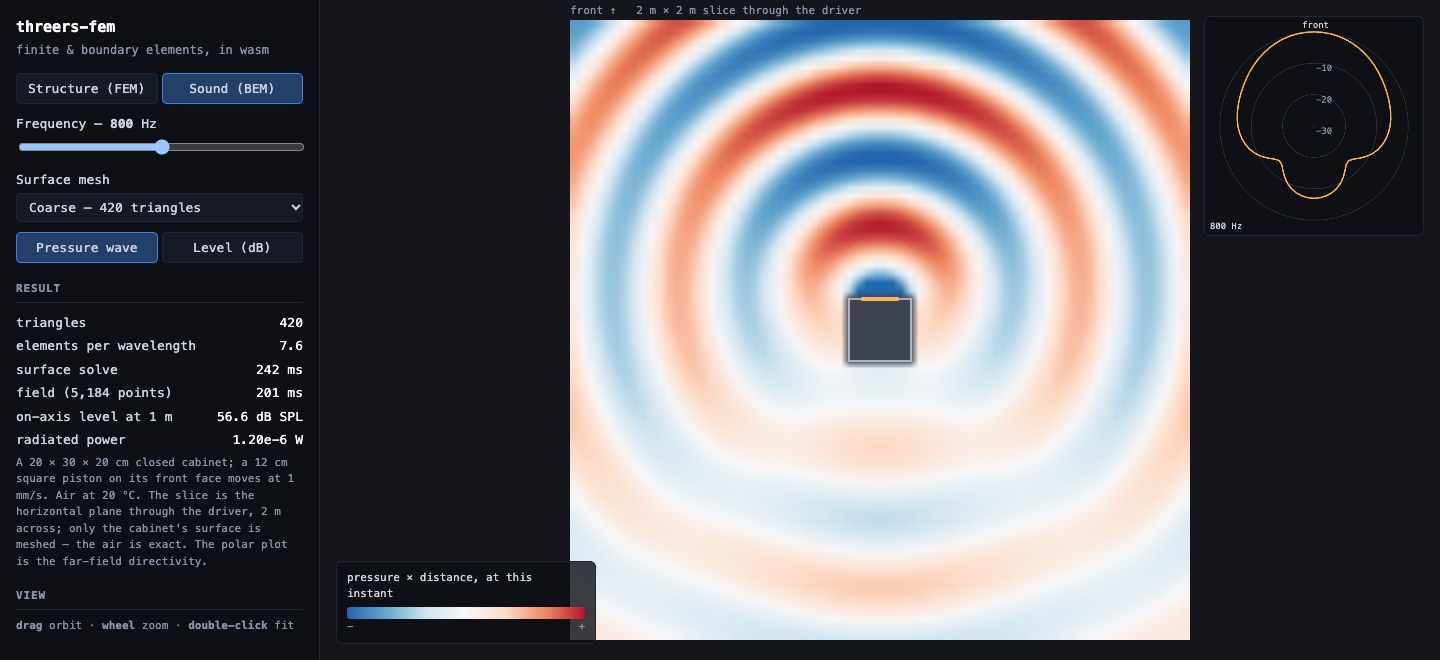 threers-fem
finite & boundary elements, in wasm
Structure (FEM)
Sound (BEM)
Frequency — 800 Hz
Surface mesh
Coarse — 420 triangles
Pressure wave
Level (dB)
RESULT
triangles 420
elements per wavelength 7.6
surface solve 242 ms
field (5,184 points) 201 ms
on-axis level at 1 m 56.6 dB SPL
radiated power 1.20e-6 W
A 20 × 30 × 20 cm closed cabinet; a 12 cm
square piston on its front face moves at 1
mm/s. Air at 20 °C. The slice is the
horizontal plane through the driver, 2 m
across; only the cabinet's surface is
meshed — the air is exact. The polar plot
is the far-field directivity.
VIEW
drag orbit · wheel zoom · double-click fit
front ↑ 2 m × 2 m slice through the driver
pressure × distance, at this
instant
− +
front
-10
-20
-30
800 Hz